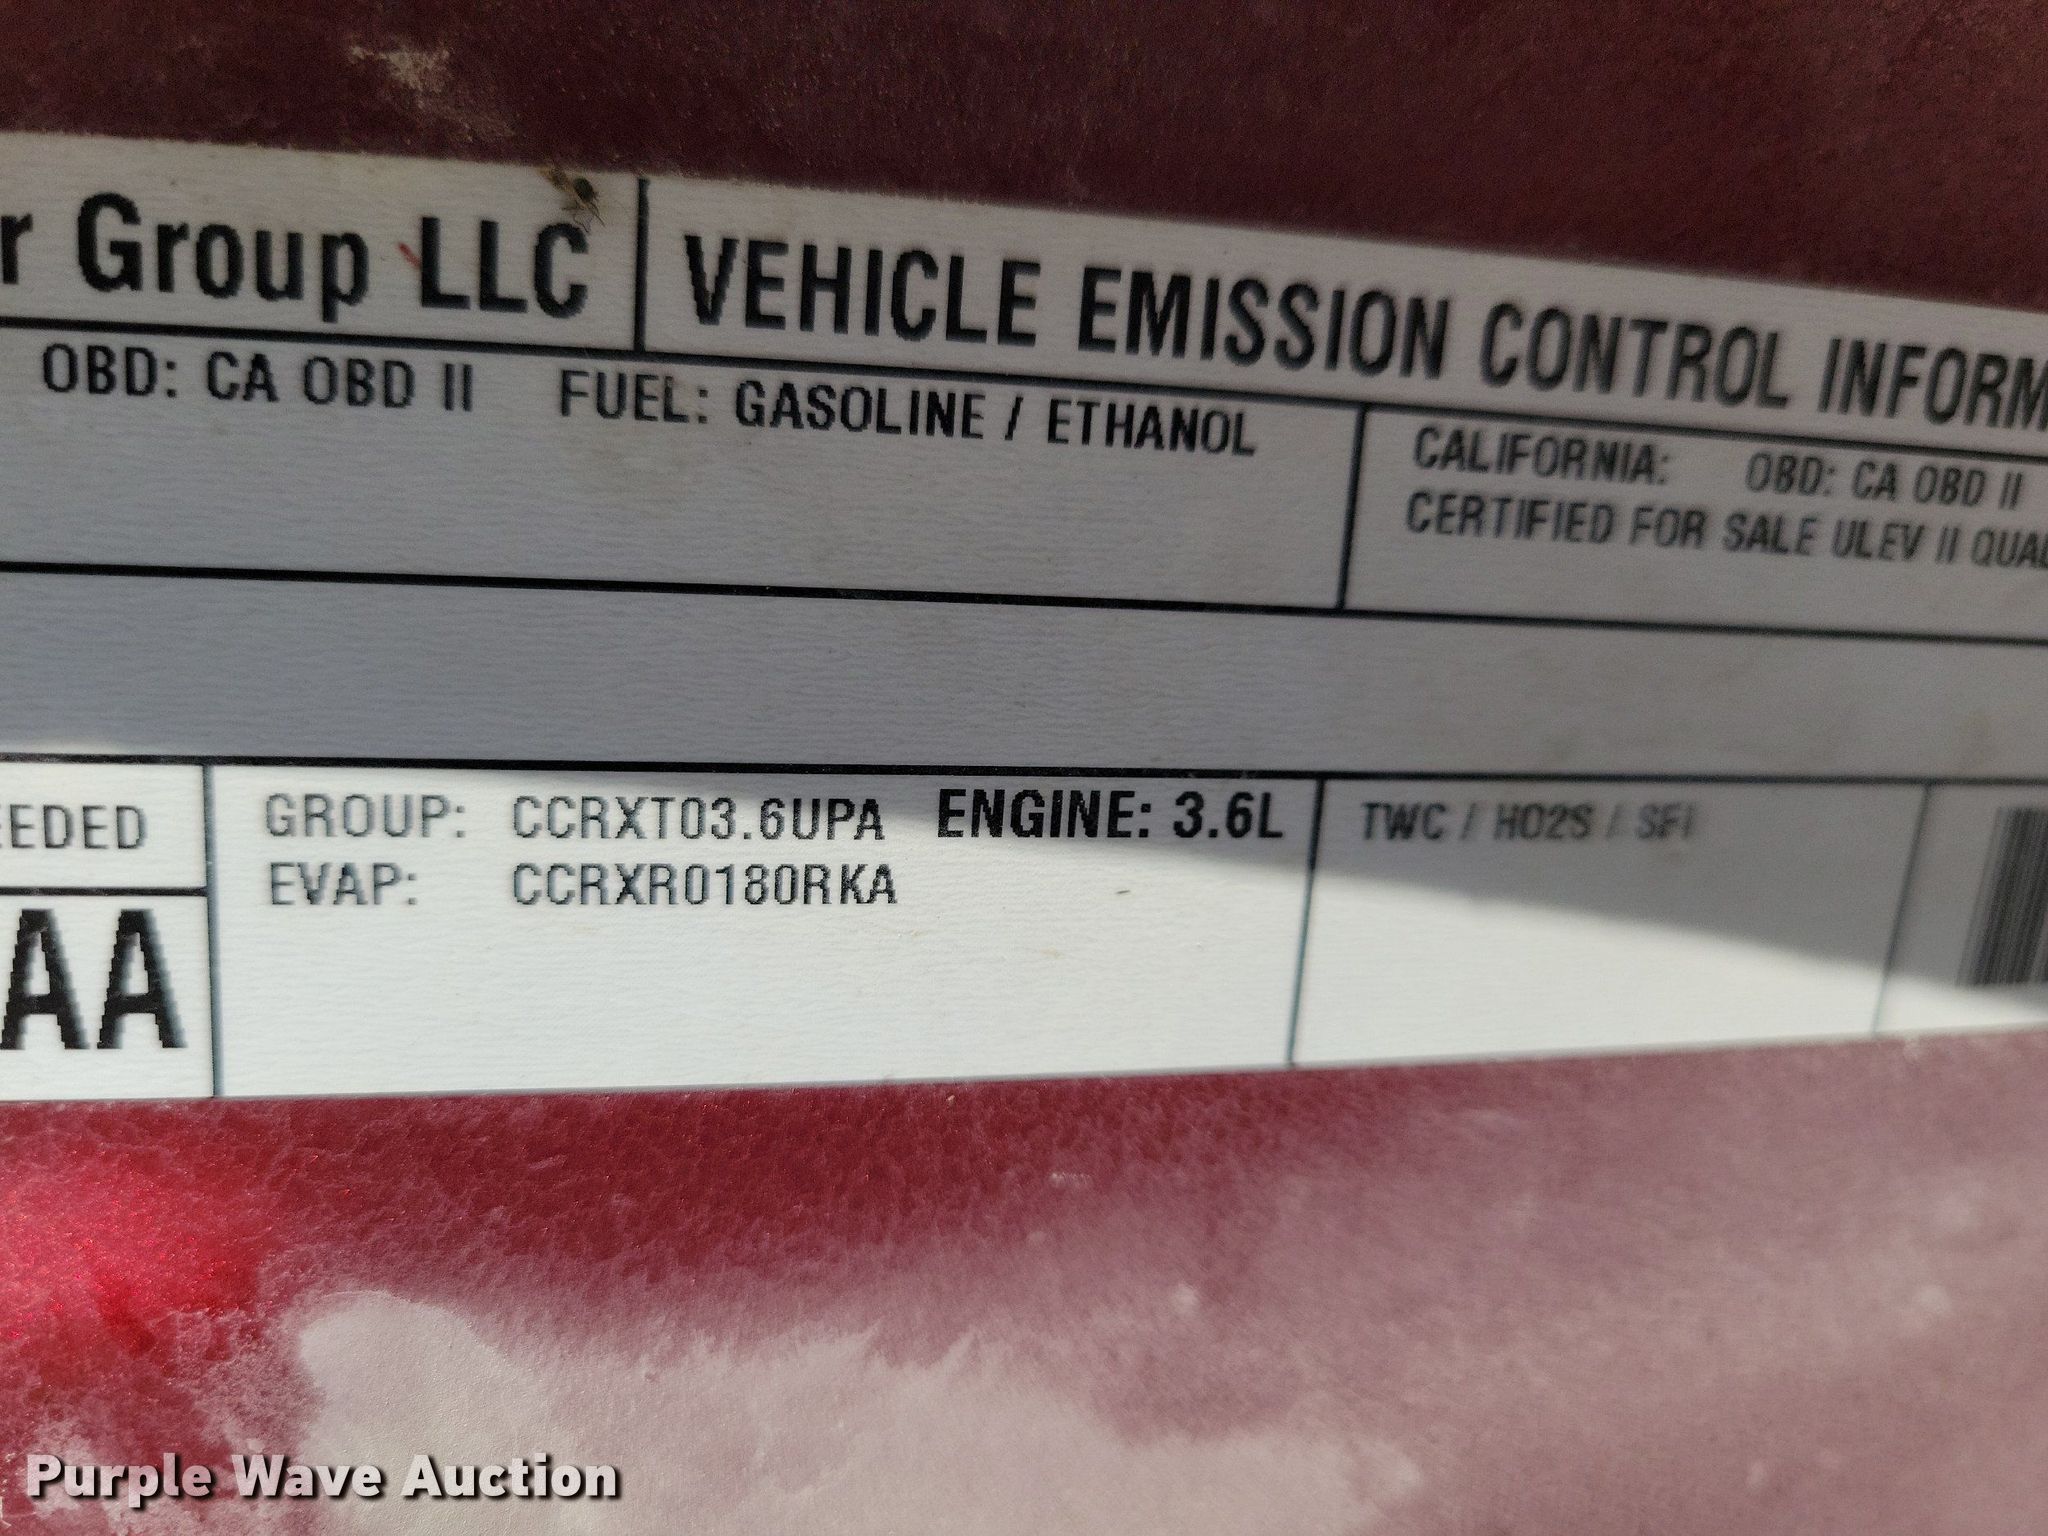 r Group LLC
VEHICLE EMISSION CONTROL INFORM
OBD: CA OBD II FUEL: GASOLINE / ETHANOL
CALIFORNIA: OBD: CA OBD II
CERTIFIED FOR SALE ULEV II QUAL
EEDED
AA
GROUP: CCRXT03.6UPA ENGINE: 3.6L
EVAP: CCRXR0180RKA
TWC / HO2S / SFI
Purple Wave Auction